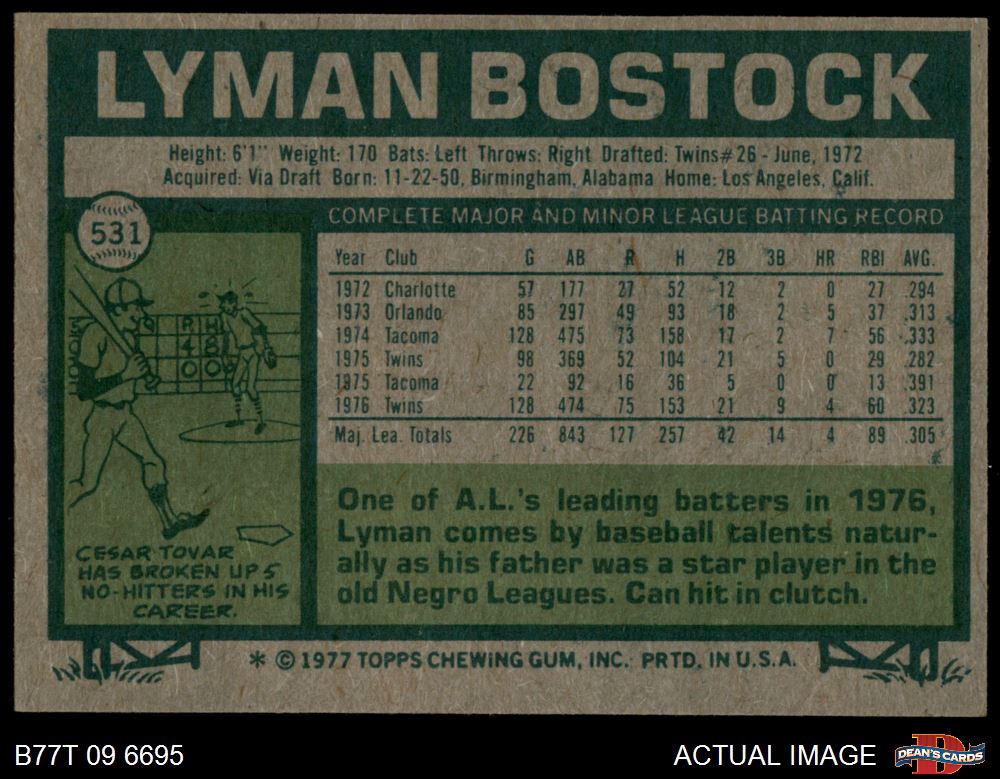 LYMAN BOSTOCK
Height: 6'1" Weight: 170 Bats: Left Throws: Right Drafted: Twins#26 - June, 1972
Acquired: Via Draft Born: 11-22-50, Birmingham, Alabama Home: Los Angeles, Calif.
531
COMPLETE MAJOR AND MINOR LEAGUE BATTING RECORD
Year Club G AB R H 2B 3B HR RBI AVG.
1972 Charlotte 57 177 27 52 12 2 0 27 .294
1973 Orlando 85 297 49 93 18 2 5 37 .313
1974 Tacoma 128 475 73 158 17 2 7 56 .333
1975 Twins 98 369 52 104 21 5 0 29 .282
1975 Tacoma 22 92 16 36 5 0 0 13 .391
1976 Twins 128 474 75 153 21 9 4 60 .323
Maj. Lea. Totals 226 843 127 257 42 14 4 89 .305
R H
4 8
0 0
CESAR TOVAR
HAS BROKEN UP 5
NO-HITTERS IN HIS
CAREER.
One of A.L.'s leading batters in 1976,
Lyman comes by baseball talents natur-
ally as his father was a star player in the
old Negro Leagues. Can hit in clutch.
* © 1977 TOPPS CHEWING GUM, INC. PRTD. IN U.S.A.
B77T 09 6695
ACTUAL IMAGE
DEAN'S CARDS